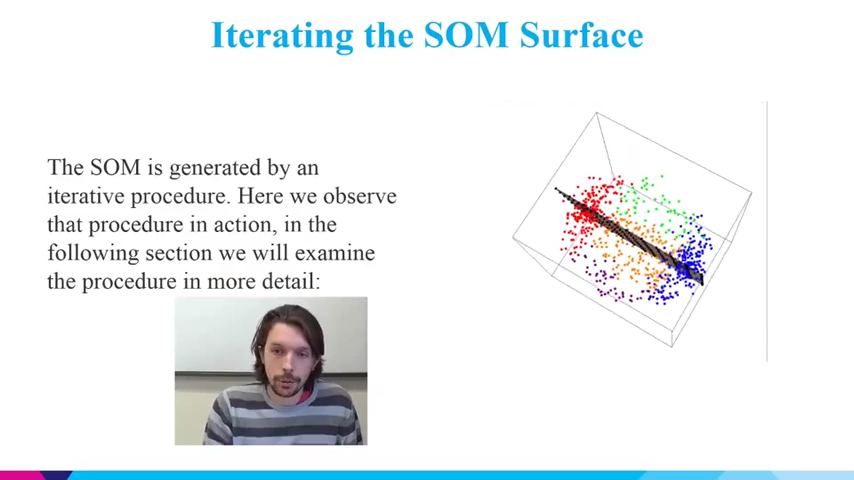 Iterating the SOM Surface
The SOM is generated by an
iterative procedure. Here we observe
that procedure in action, in the
following section we will examine
the procedure in more detail: